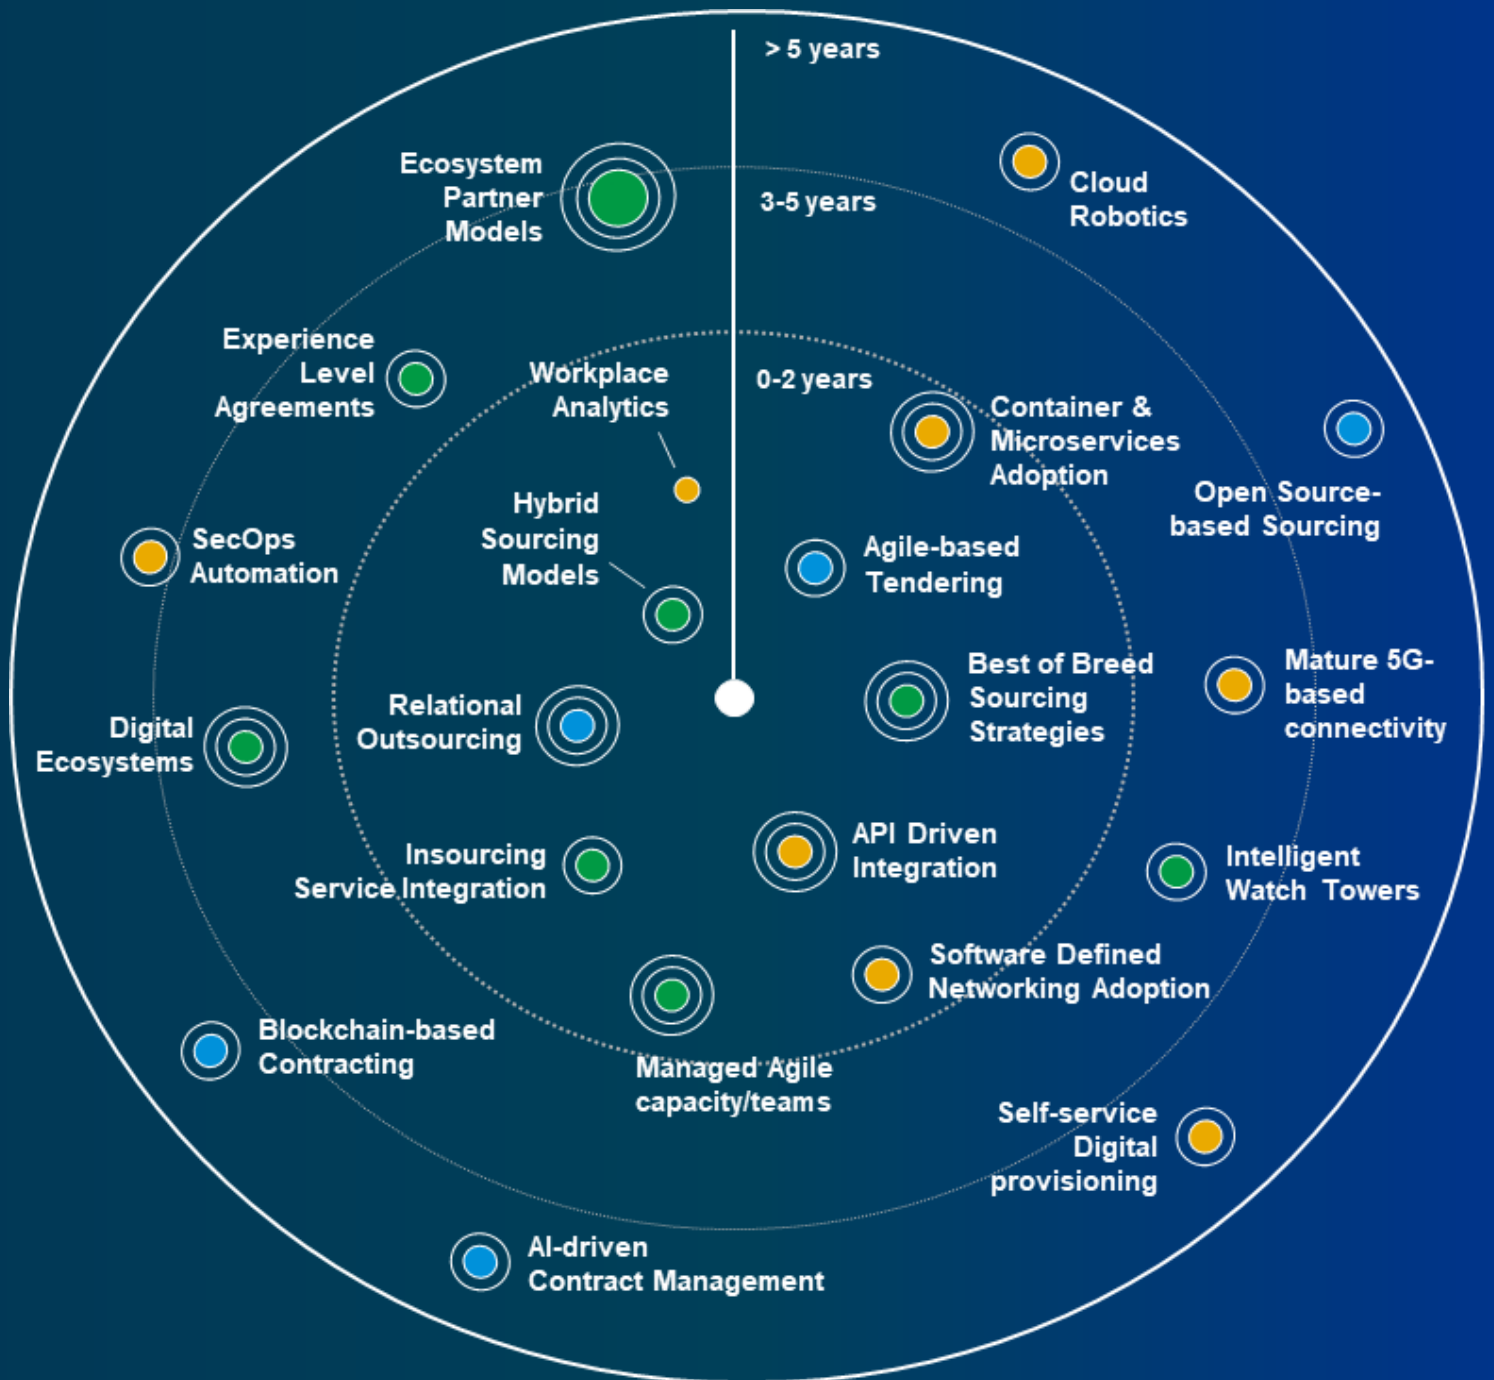 > 5 years
Ecosystem
Partner
Models
Cloud
Robotics
3-5 years
Experience
Level
Agreements
Workplace
Analytics
0-2 years
Container &
Microservices
Adoption
Open Source-
based Sourcing
Hybrid
Sourcing
Models
SecOps
Automation
Agile-based
Tendering
Best of Breed
Sourcing
Strategies
Mature 5G-
based
connectivity
Relational
Outsourcing
Digital
Ecosystems
API Driven
Integration
Insourcing
Service Integration
Intelligent
Watch Towers
Software Defined
Networking Adoption
Blockchain-based
Contracting
Managed Agile
capacity/teams
Self-service
Digital
provisioning
AI-driven
Contract Management